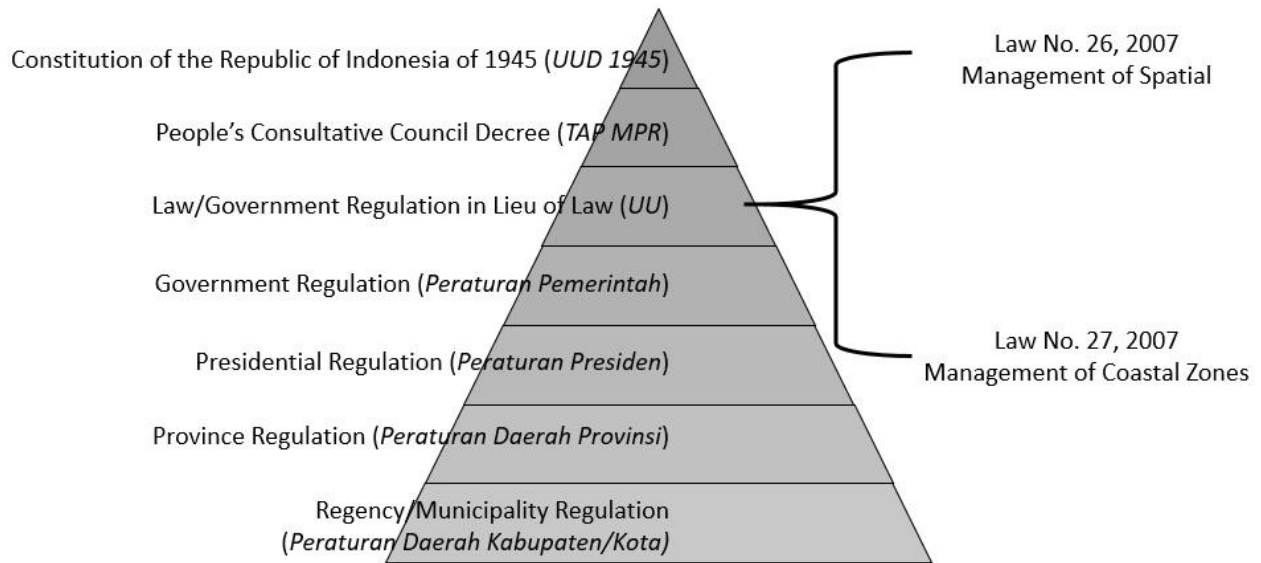 Constitution of the Republic of Indonesia of 1945 (UUD 1945)
People's Consultative Council Decree (TAP MPR)
Law/Government Regulation in Lieu of Law (UU)
Government Regulation (Peraturan Pemerintah)
Presidential Regulation (Peraturan Presiden)
Province Regulation (Peraturan Daerah Provinsi)
Regency/Municipality Regulation
(Peraturan Daerah Kabupaten/Kota)
Law No. 26, 2007
Management of Spatial
Law No. 27, 2007
Management of Coastal Zones